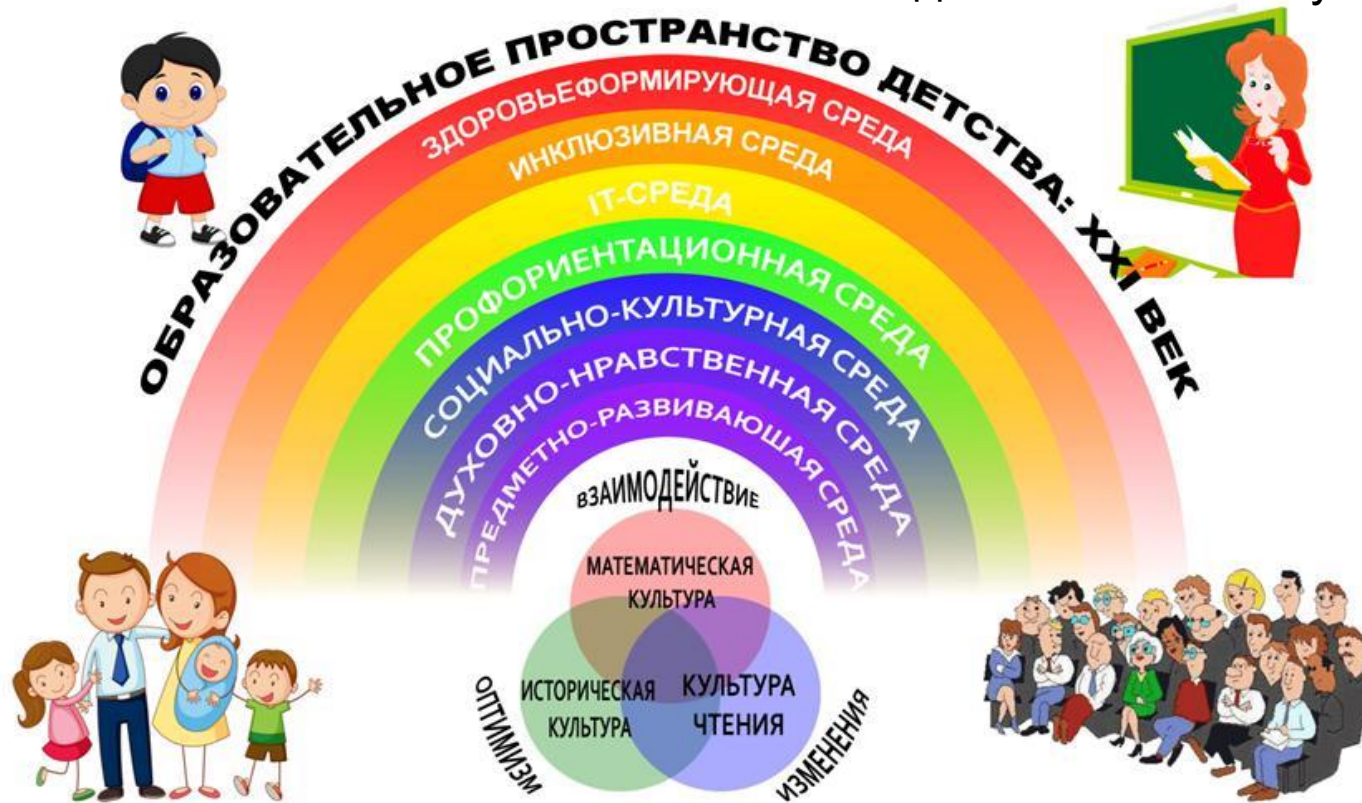 ОБРАЗОВАТЕЛЬНОЕ ПРОСТРАНСТВО ДЕТСТВА: XXI ВЕК
ЗДОРОВЬЕФОРМИРУЮЩАЯ СРЕДА
ИНКЛЮЗИВНАЯ СРЕДА
IT-СРЕДА
ПРОФОРИЕНТАЦИОННАЯ СРЕДА
СОЦИАЛЬНО-КУЛЬТУРНАЯ СРЕДА
ДУХОВНО-НРАВСТВЕННАЯ СРЕДА
ПРЕДМЕТНО-РАЗВИВАЮЩАЯ СРЕДА
ВЗАИМОДЕЙСТВИЕ
МАТЕМАТИЧЕСКАЯ
КУЛЬТУРА
ИСТОРИЧЕСКАЯ
КУЛЬТУРА
КУЛЬТУРА
ЧТЕНИЯ
ОПТИМИЗМ
ИЗМЕНЕНИЯ